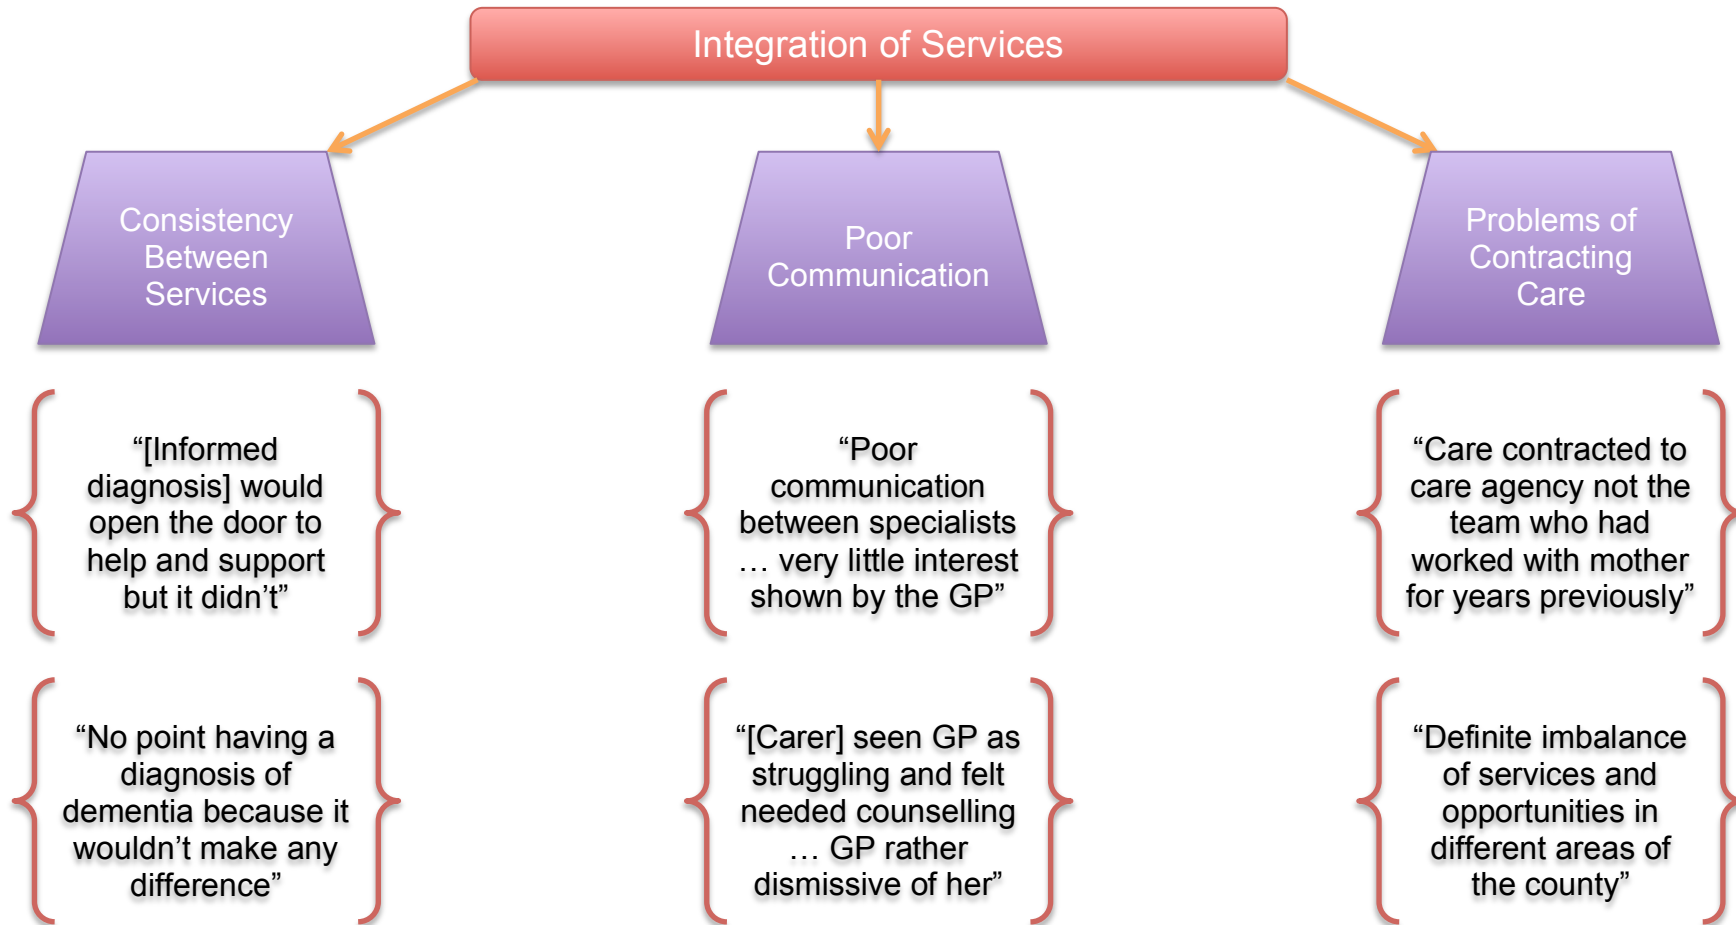 Integration of Services
Consistency
Between
Services
Poor
Communication
Problems of
Contracting
Care
“[Informed
diagnosis] would
open the door to
help and support
but it didn’t”
“Poor
communication
between specialists
… very little interest
shown by the GP”
“Care contracted to
care agency not the
team who had
worked with mother
for years previously”
“No point having a
diagnosis of
dementia because it
wouldn’t make any
difference”
“[Carer] seen GP as
struggling and felt
needed counselling
… GP rather
dismissive of her”
“Definite imbalance
of services and
opportunities in
different areas of
the county”